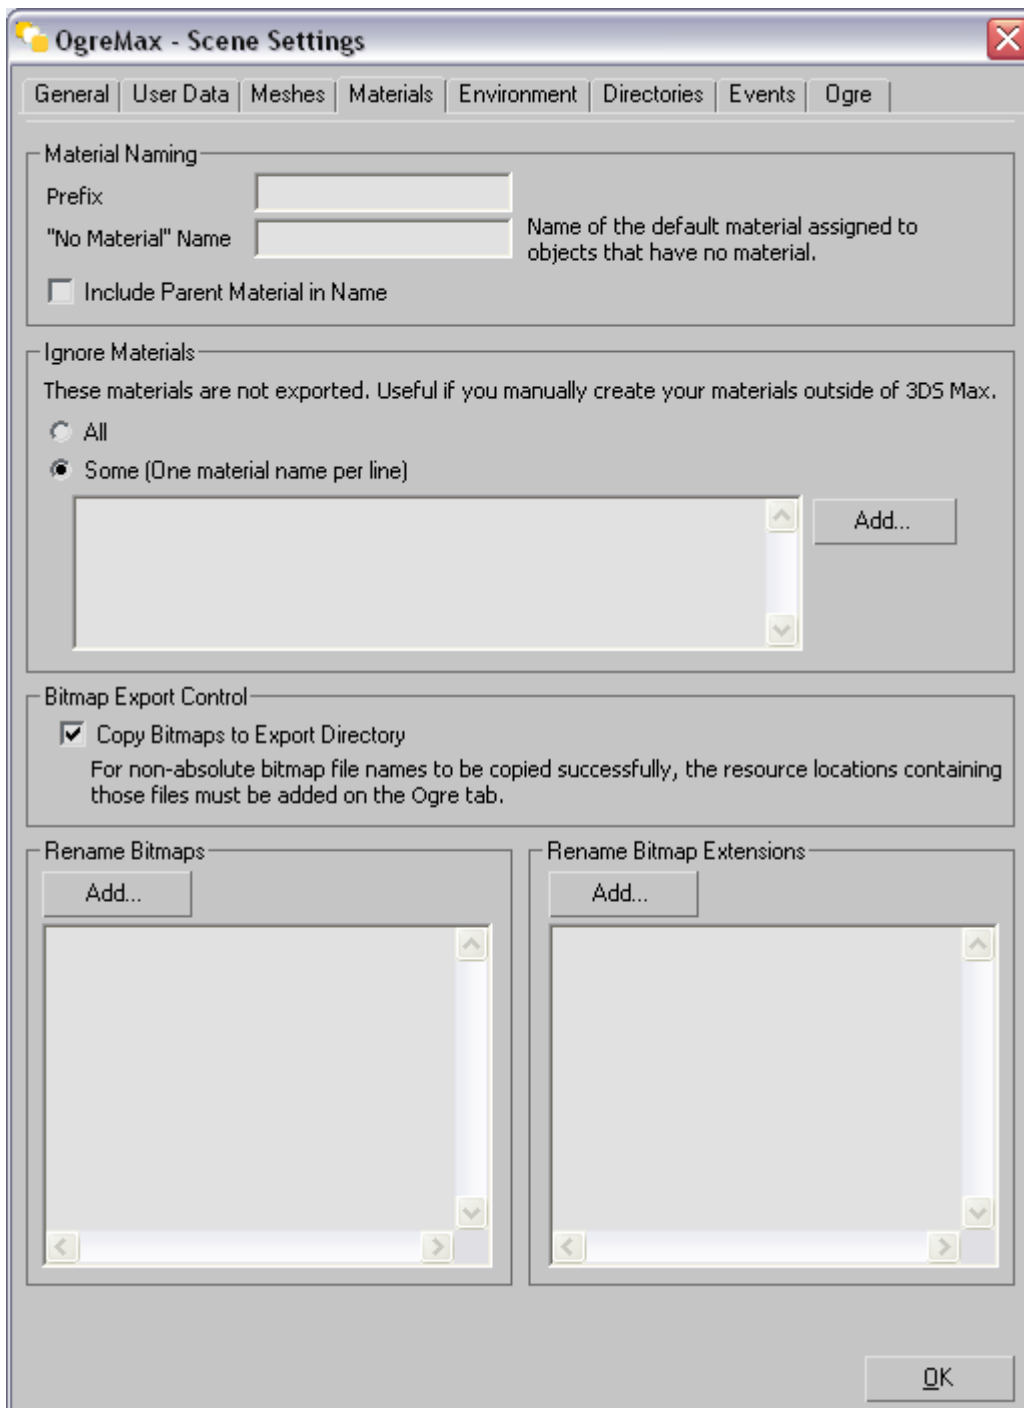 OgreMax - Scene Settings
General User Data Meshes Materials Environment Directories Events Ogre
Material Naming
Prefix
"No Material" Name
Name of the default material assigned to
objects that have no material.
Include Parent Material in Name
Ignore Materials
These materials are not exported. Useful if you manually create your materials outside of 3DS Max.
All
Some (One material name per line)
Add...
Bitmap Export Control
Copy Bitmaps to Export Directory
For non-absolute bitmap file names to be copied successfully, the resource locations containing
those files must be added on the Ogre tab.
Rename Bitmaps
Add...
Rename Bitmap Extensions
Add...
OK